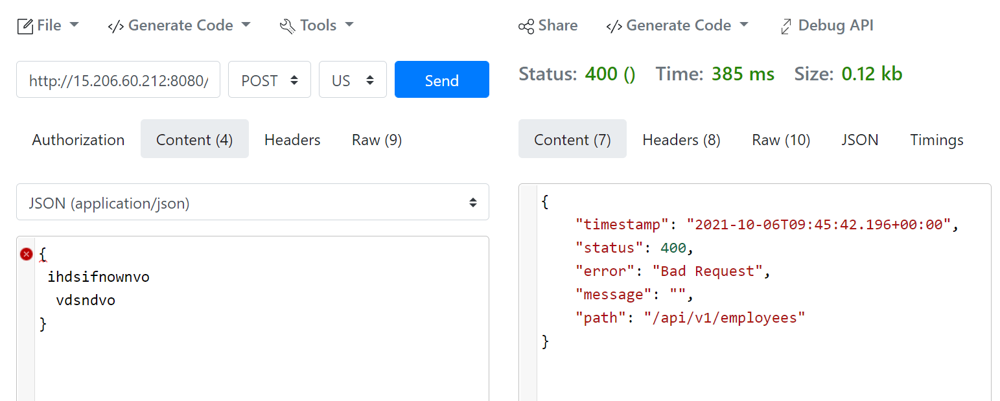 File </> Generate Code Tools
Share </> Generate Code Debug API
http://15.206.60.212:8080/ POST US Send
Status: 400 () Time: 385 ms Size: 0.12 kb
Authorization Content (4) Headers Raw (9)
Content (7) Headers (8) Raw (10) JSON Timings
JSON (application/json)
{
ihdsifnownvo
vdsndvo
}
{
"timestamp": "2021-10-06T09:45:42.196+00:00",
"status": 400,
"error": "Bad Request",
"message": "",
"path": "/api/v1/employees"
}